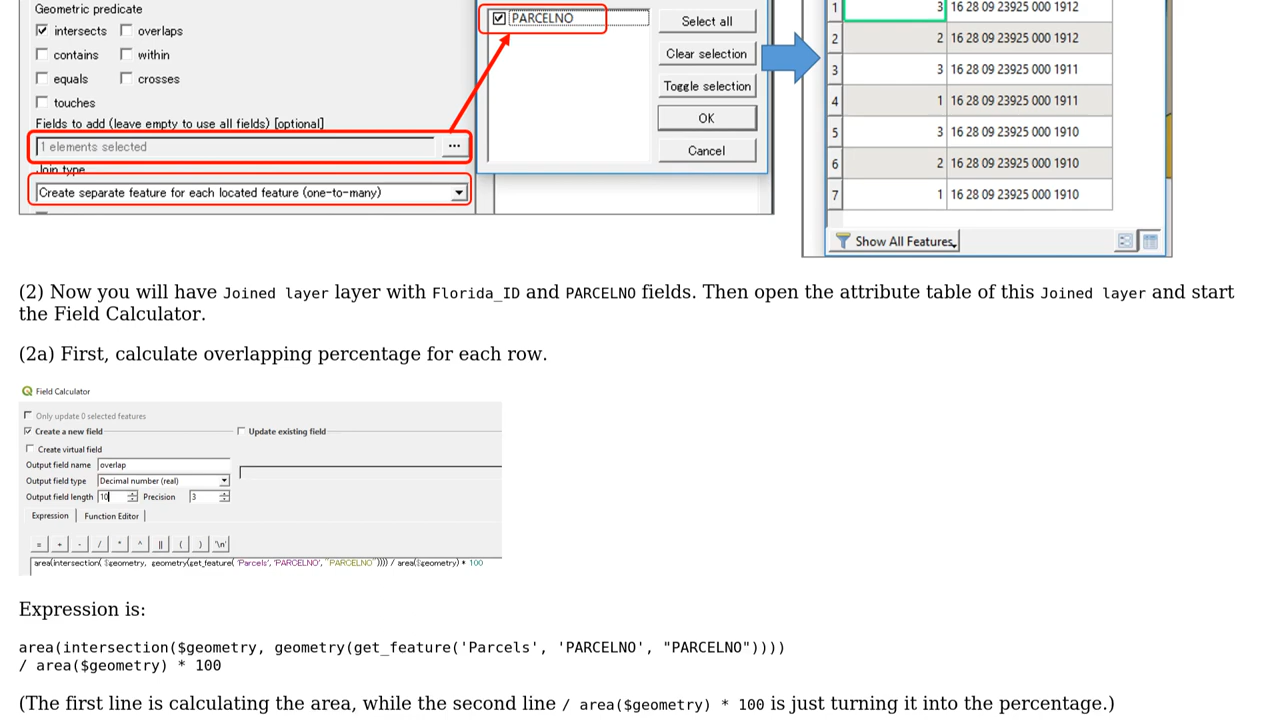 Geometric predicate
intersects overlaps
contains within
equals crosses
touches
Fields to add (leave empty to use all fields) [optional]
1 elements selected ...
Join type
Create separate feature for each located feature (one-to-many)
PARCELNO
Select all
Clear selection
Toggle selection
OK
Cancel
1 3 16 28 09 23925 000 1912
2 2 16 28 09 23925 000 1912
3 3 16 28 09 23925 000 1911
4 1 16 28 09 23925 000 1911
5 3 16 28 09 23925 000 1910
6 2 16 28 09 23925 000 1910
7 1 16 28 09 23925 000 1910
Show All Features
(2) Now you will have Joined layer layer with Florida_ID and PARCELNO fields. Then open the attribute table of this Joined layer and start
the Field Calculator.
(2a) First, calculate overlapping percentage for each row.
Field Calculator
Only update 0 selected features
Create a new field Update existing field
Create virtual field
Output field name overlap
Output field type Decimal number (real)
Output field length 10 Precision 3
Expression Function Editor
= + - / * ^ || ( ) '\n'
area(intersection( $geometry, geometry(get_feature( 'Parcels', 'PARCELNO', "PARCELNO")))) / area($geometry) * 100
Expression is:
area(intersection($geometry, geometry(get_feature('Parcels', 'PARCELNO', "PARCELNO"))))
/ area($geometry) * 100
(The first line is calculating the area, while the second line / area($geometry) * 100 is just turning it into the percentage.)